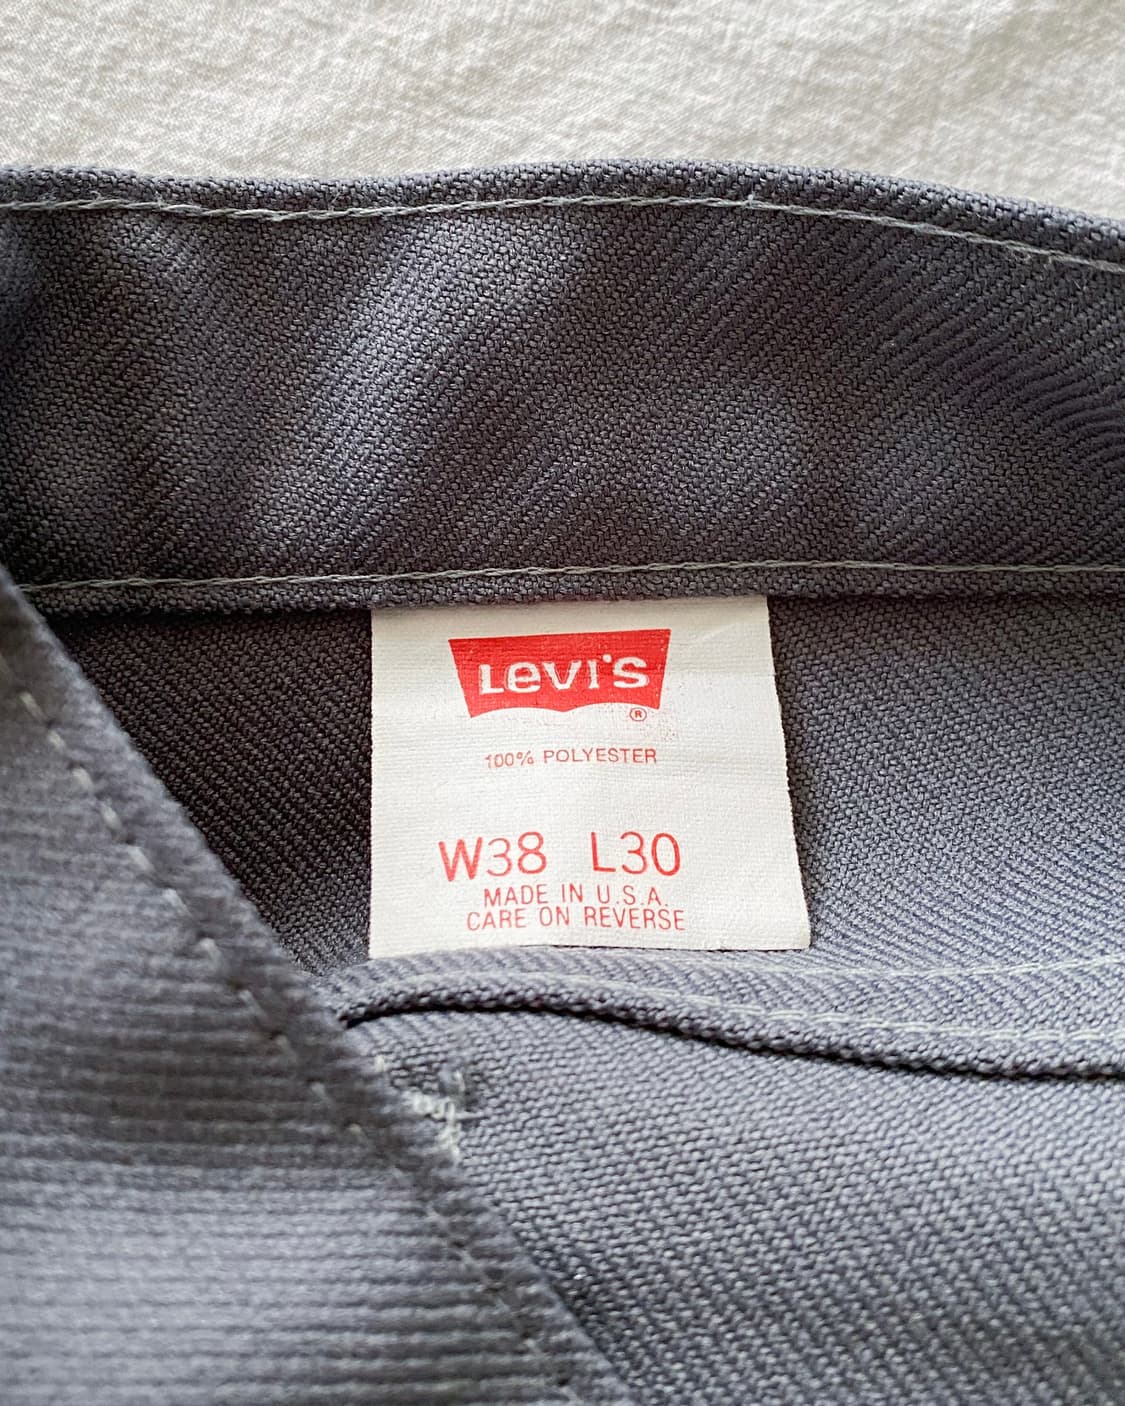 Levi's
®
100% POLYESTER
W38 L30
MADE IN U.S.A.
CARE ON REVERSE